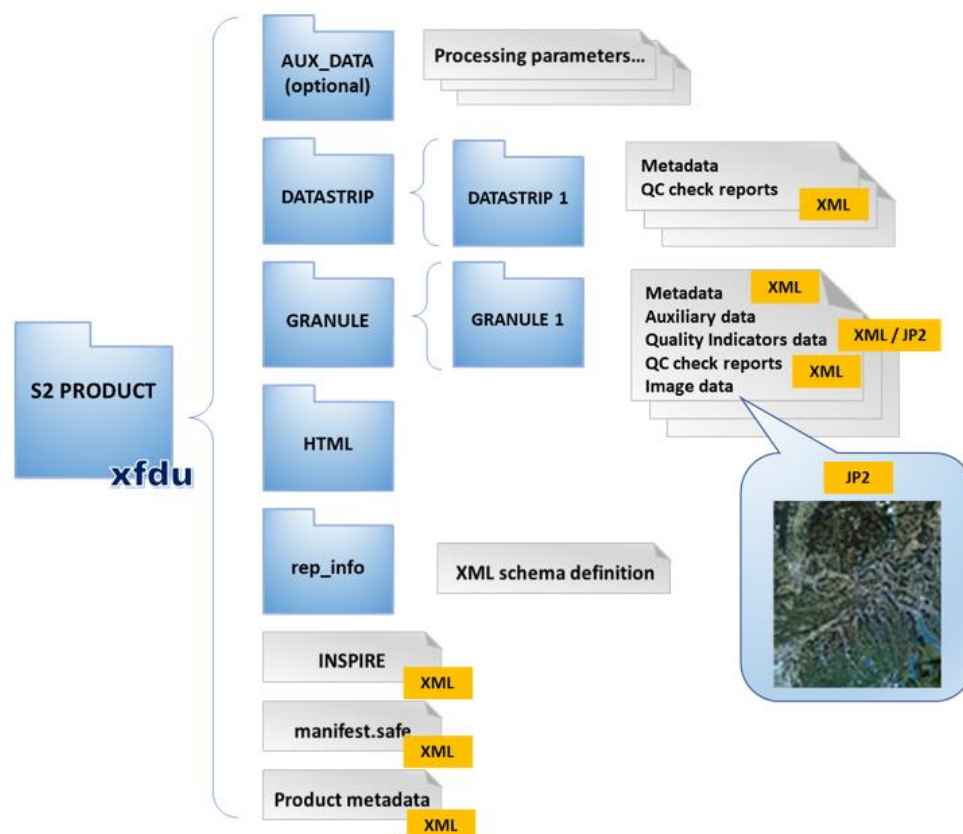 AUX_DATA
(optional)
Processing parameters...
DATASTRIP
DATASTRIP 1
Metadata
QC check reports
XML
GRANULE
GRANULE 1
Metadata
XML
Auxiliary data
Quality Indicators data
XML / JP2
QC check reports
XML
Image data
S2 PRODUCT
xfdu
HTML
JP2
rep_info
XML schema definition
INSPIRE
XML
manifest.safe
XML
Product metadata
XML